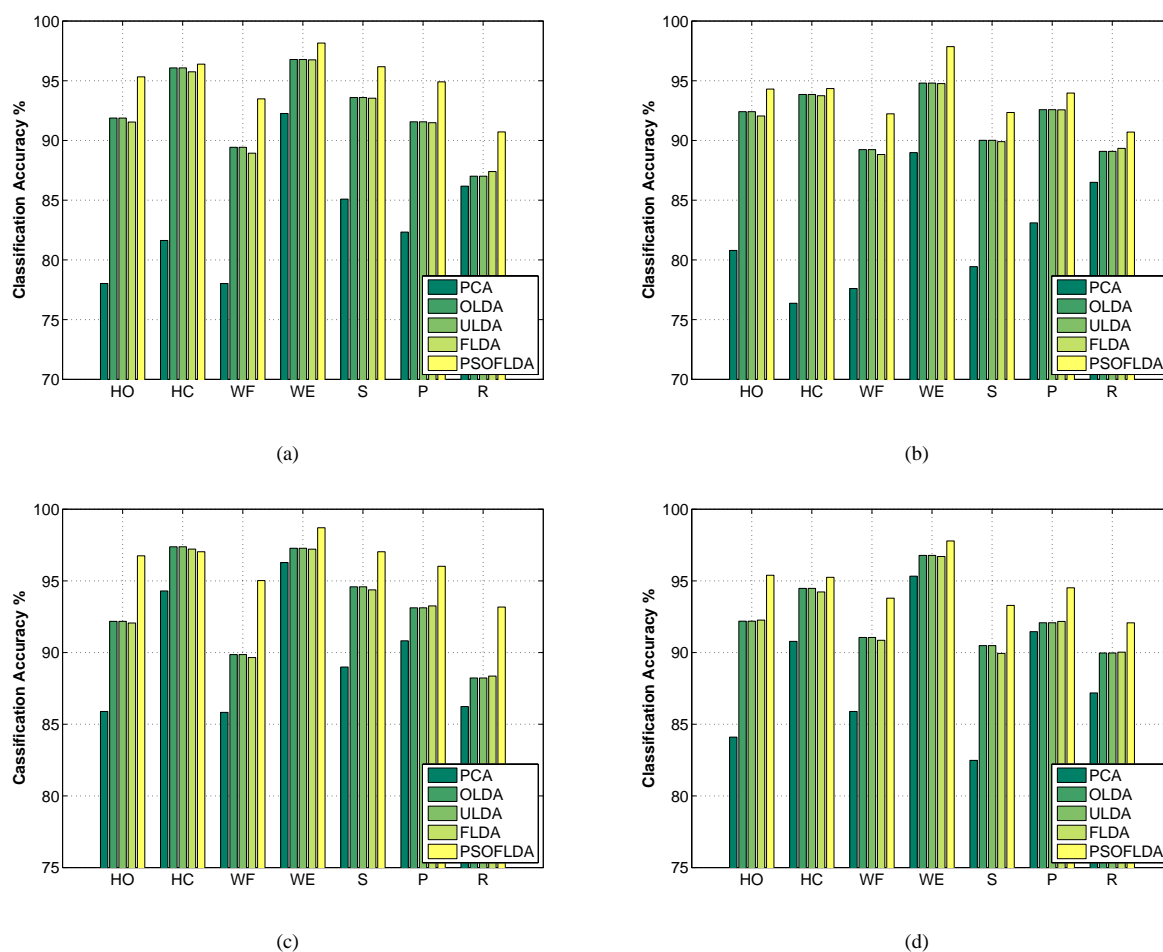 Classification Accuracy %
100
95
90
85
80
75
70
HO HC WF WE S P R
PCA
OLDA
ULDA
FLDA
PSOFLDA
(a)
Classification Accuracy %
100
95
90
85
80
75
70
HO HC WF WE S P R
PCA
OLDA
ULDA
FLDA
PSOFLDA
(b)
Cassification Accuracy %
100
95
90
85
80
75
HO HC WF WE S P R
PCA
OLDA
ULDA
FLDA
PSOFLDA
(c)
Classification Accuracy %
100
95
90
85
80
75
HO HC WF WE S P R
PCA
OLDA
ULDA
FLDA
PSOFLDA
(d)